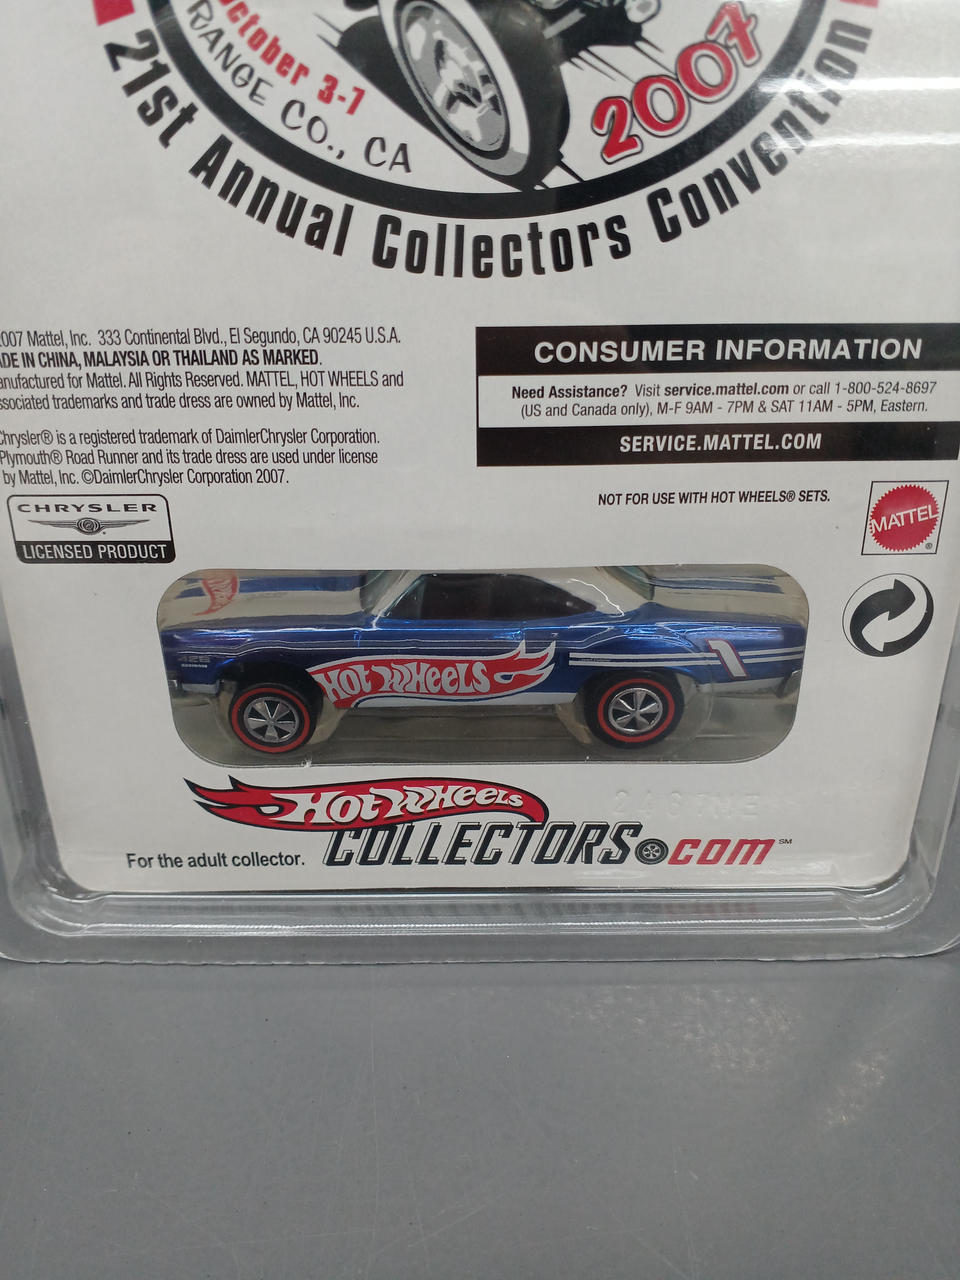 October 3-7
RANGE CO., CA
2007
21st Annual Collectors Convention
007 Mattel, Inc. 333 Continental Blvd., El Segundo, CA 90245 U.S.A.
ADE IN CHINA, MALAYSIA OR THAILAND AS MARKED.
anufactured for Mattel. All Rights Reserved. MATTEL, HOT WHEELS and
ssociated trademarks and trade dress are owned by Mattel, Inc.
Chrysler® is a registered trademark of DaimlerChrysler Corporation.
Plymouth® Road Runner and its trade dress are used under license
by Mattel, Inc. ©DaimlerChrysler Corporation 2007.
CONSUMER INFORMATION
Need Assistance? Visit service.mattel.com or call 1-800-524-8697
(US and Canada only), M-F 9AM - 7PM & SAT 11AM - 5PM, Eastern.
SERVICE.MATTEL.COM
NOT FOR USE WITH HOT WHEELS® SETS.
MATTEL
®
CHRYSLER
LICENSED PRODUCT
426
HOT WHEELS
1
HOT WHEELS
COLLECTORS.COM℠
For the adult collector.